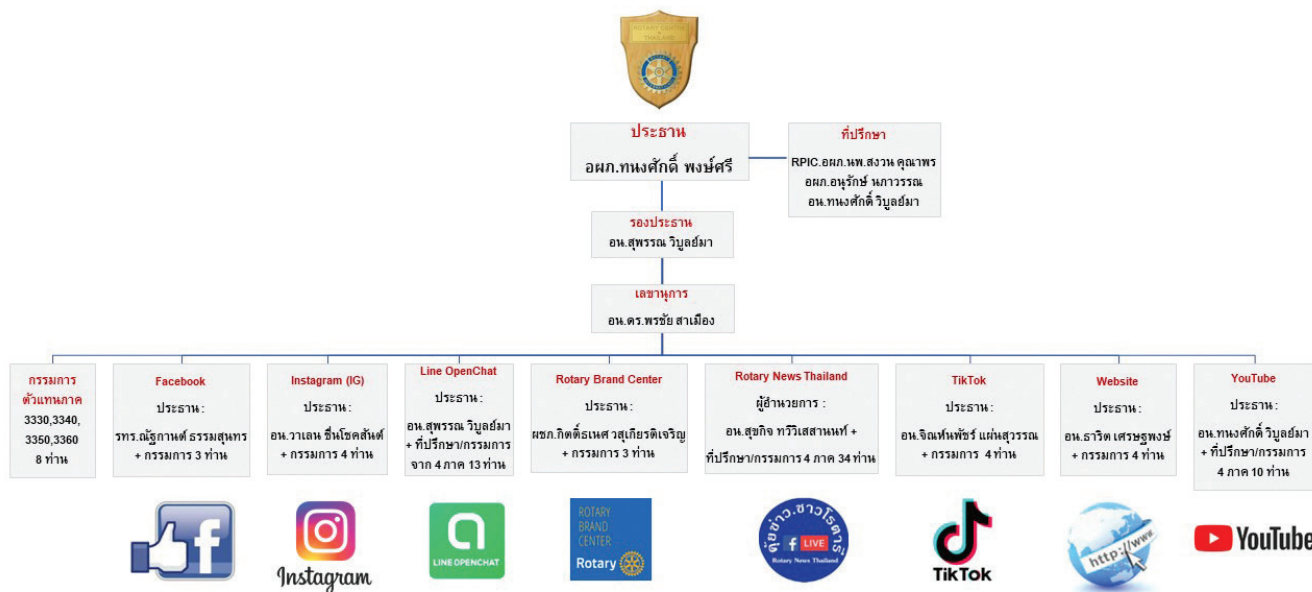 ROTARY CENTER
THAILAND
ประธาน
อผภ.ทนงศักดิ์ พงษ์ศรี
ที่ปรึกษา
RPIC.อผภ.นพ.สงวน คุณาพร
อผภ.อนุรักษ์ นภาวรรณ
อน.ทนงศักดิ์ วิบูลย์มา
รองประธาน
อน.สุพรรณ วิบูลย์มา
เลขานุการ
อน.ดร.พรชัย สาเมือง
กรรมการ
ตัวแทนภาค
3330,3340,
3350,3360
8 ท่าน
Facebook
ประธาน :
รทร.ณัฐกานต์ ธรรมสุนทร
+ กรรมการ 3 ท่าน
Instagram (IG)
ประธาน :
อน.วาเลน ชื่นโชคสันต์
+ กรรมการ 4 ท่าน
Line OpenChat
ประธาน :
อน.สุพรรณ วิบูลย์มา
+ ที่ปรึกษา/กรรมการ
จาก 4 ภาค 13 ท่าน
Rotary Brand Center
ประธาน :
ผชภ.กิตติ์ธเนศ วสุเกียรติเจริญ
+ กรรมการ 3 ท่าน
Rotary News Thailand
ผู้อำนวยการ :
อน.สุขกิจ ทวีวิเสสานนท์ +
ที่ปรึกษา/กรรมการ 4 ภาค 34 ท่าน
TikTok
ประธาน :
อน.จิณห์นพัชร์ แผ่นสุวรรณ
+ กรรมการ 4 ท่าน
Website
ประธาน :
อน.ธาริต เศรษฐพงษ์
+ กรรมการ 4 ท่าน
YouTube
ประธาน :
อน.ทนงศักดิ์ วิบูลย์มา
+ ที่ปรึกษา/กรรมการ
4 ภาค 10 ท่าน
f
Instagram
LINE OPENCHAT
ROTARY
BRAND
CENTER
Rotary
คุ้ยข่าว.ชาวโรตารี
f LIVE
Rotary News Thailand
TikTok
http://www
YouTube